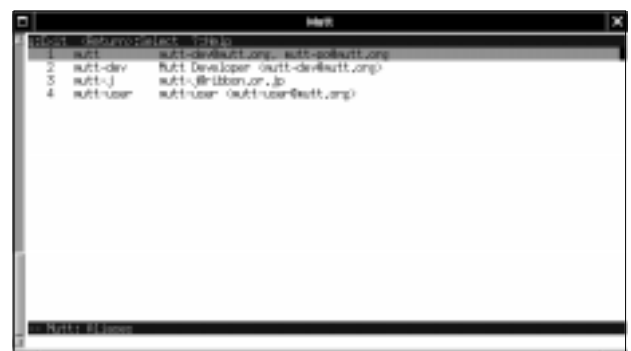 Mutt
q:Exit <Return>:Select ?:Help
1 mutt mutt-dev@mutt.org, mutt-po@mutt.org
2 mutt-dev Mutt Developer (mutt-dev@mutt.org)
3 mutt-j mutt-j@ribbon.or.jp
4 mutt-user mutt-user (mutt-user@mutt.org)
-- Mutt: Aliases